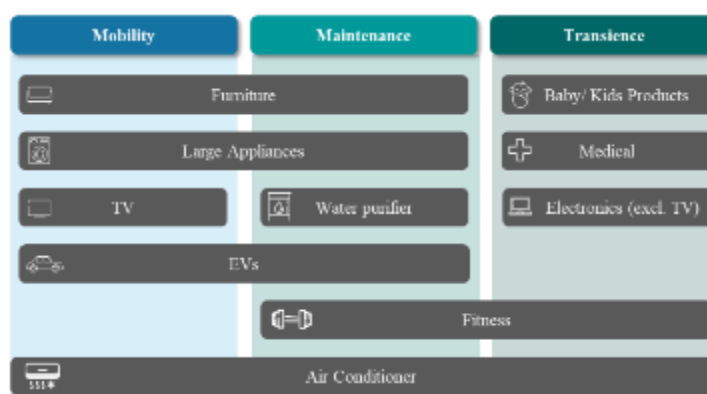 Mobility
Maintenance
Transience
Furniture
Baby/ Kids Products
Large Appliances
Medical
TV
Water purifier
Electronics (excl. TV)
EVs
Fitness
Air Conditioner